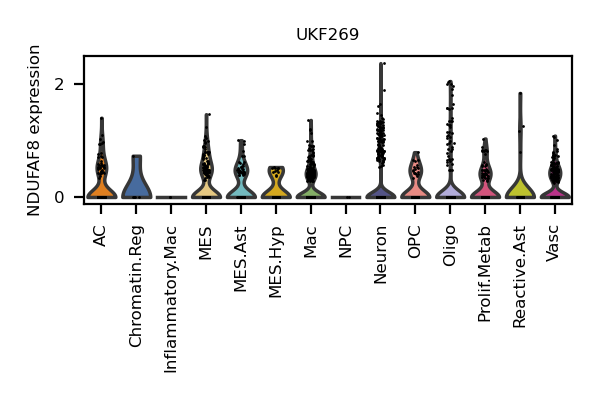 UKF269
NDUFAF8 expression
2
0
AC
Chromatin.Reg
Inflammatory.Mac
MES
MES.Ast
MES.Hyp
Mac
NPC
Neuron
OPC
Oligo
Prolif.Metab
Reactive.Ast
Vasc